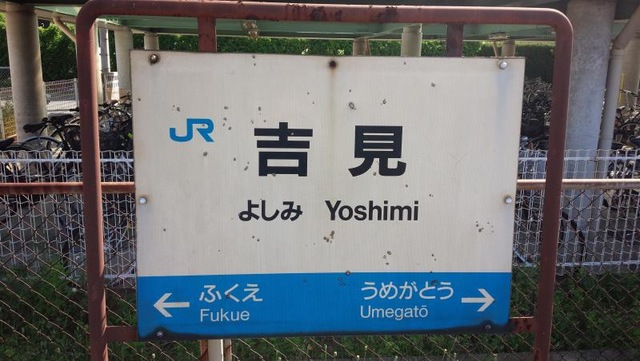 JR
吉見
よしみ Yoshimi
← ふくえ うめがとう →
Fukue Umegatō